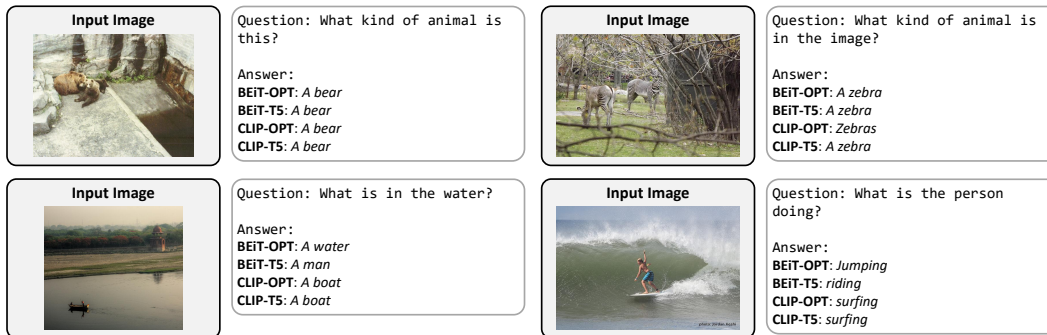 Input Image
Question: What kind of animal is
this?
Answer:
BEiT-OPT: A bear
BEiT-T5: A bear
CLIP-OPT: A bear
CLIP-T5: A bear
Input Image
Question: What kind of animal is
in the image?
Answer:
BEiT-OPT: A zebra
BEiT-T5: A zebra
CLIP-OPT: Zebras
CLIP-T5: A zebra
Input Image
Question: What is in the water?
Answer:
BEiT-OPT: A water
BEiT-T5: A man
CLIP-OPT: A boat
CLIP-T5: A boat
Input Image
Question: What is the person
doing?
Answer:
BEiT-OPT: Jumping
BEiT-T5: riding
CLIP-OPT: surfing
CLIP-T5: surfing